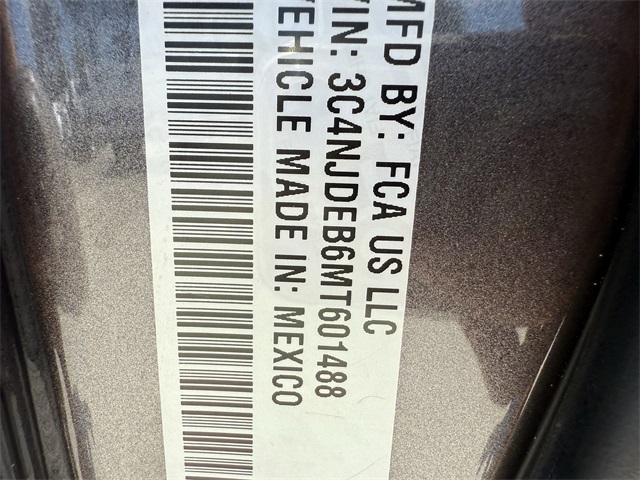 MFD BY: FCA US LLC
VIN: 3C4NJDEB6MT601488
VEHICLE MADE IN: MEXICO